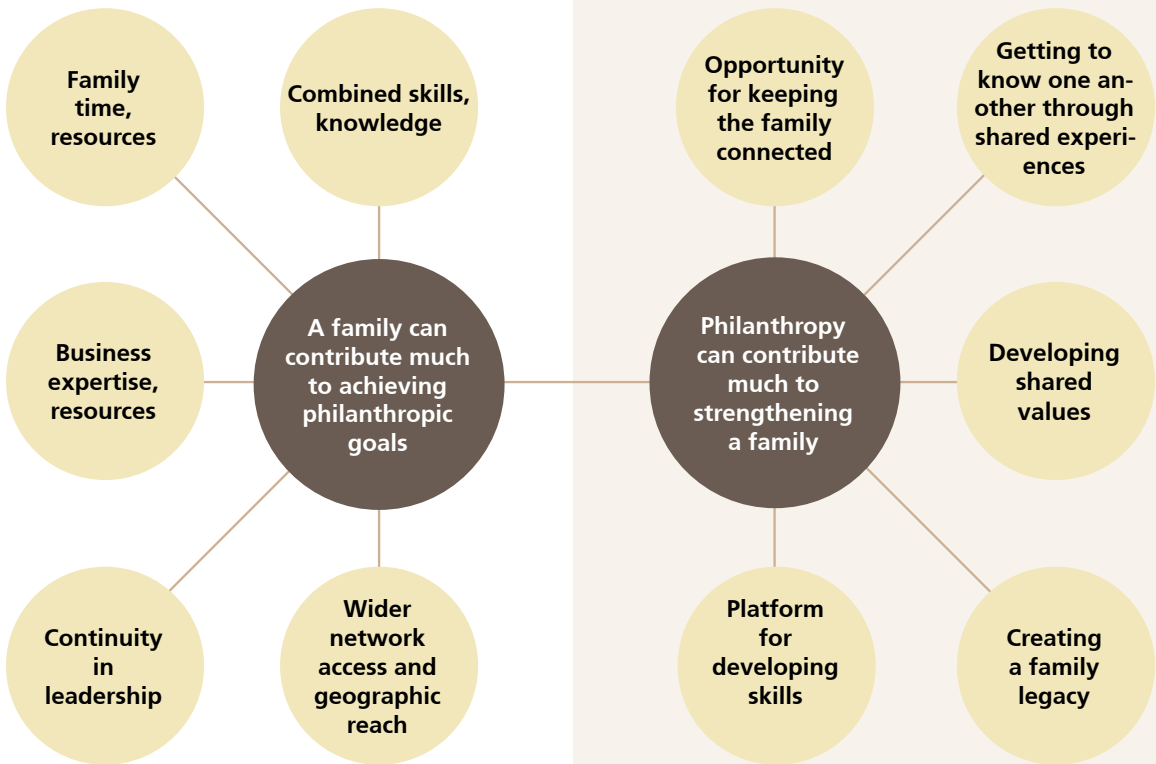 Family
time,
resources
Combined skills,
knowledge
Business
expertise,
resources
A family can
contribute much
to achieving
philanthropic
goals
Continuity
in
leadership
Wider
network
access and
geographic
reach
Opportunity
for keeping
the family
connected
Getting to
know one an-
other through
shared experi-
ences
Philanthropy
can contribute
much to
strengthening
a family
Developing
shared
values
Platform
for
developing
skills
Creating
a family
legacy